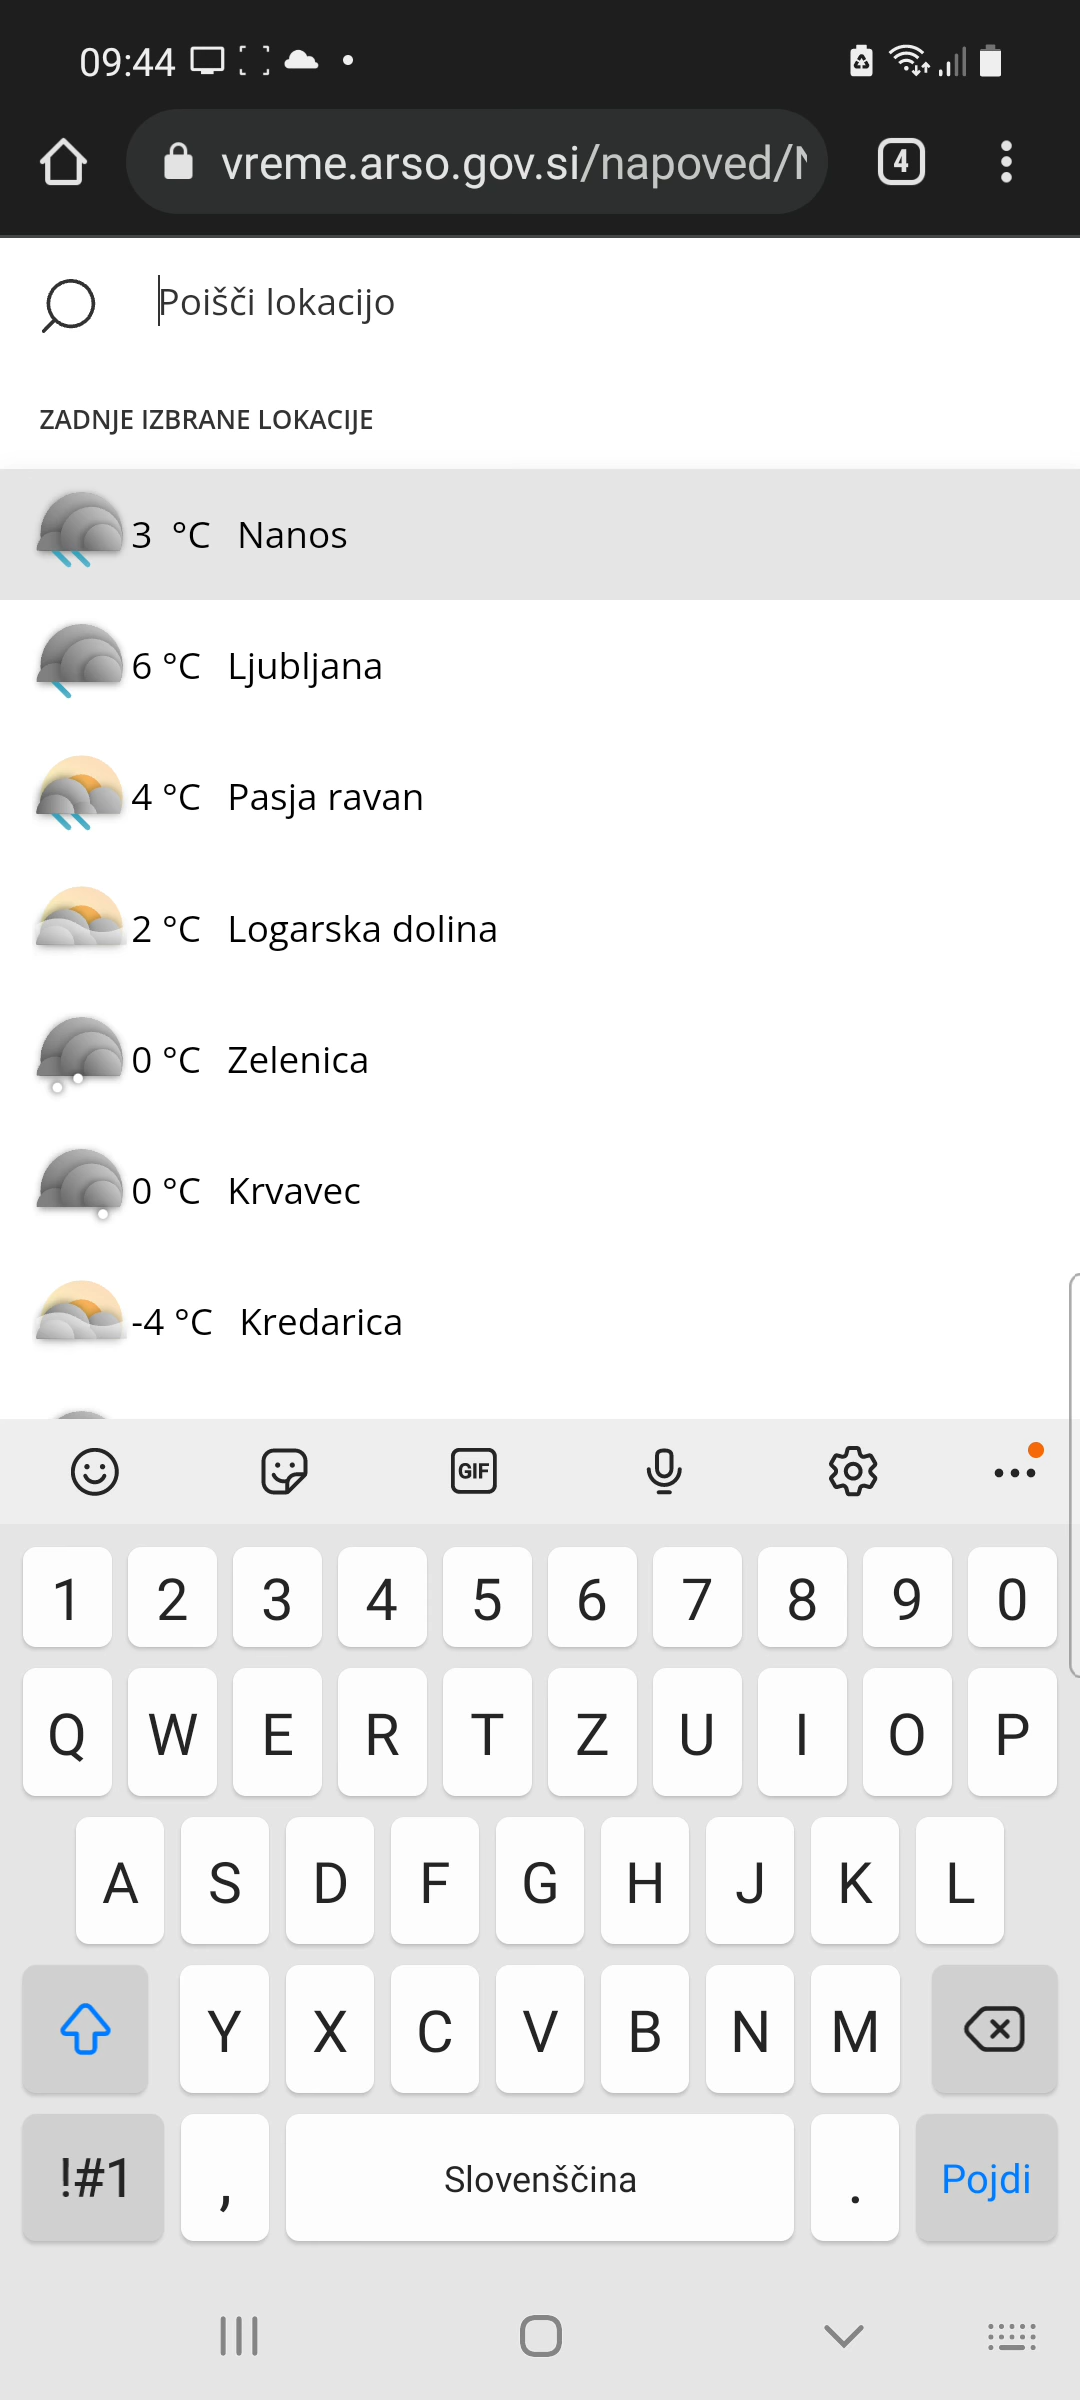 09:44
vreme.arso.gov.si/napoved/
4
Poišči lokacijo
ZADNJE IZBRANE LOKACIJE
3 °C Nanos
6 °C Ljubljana
4 °C Pasja ravan
2 °C Logarska dolina
0 °C Zelenica
0 °C Krvavec
-4 °C Kredarica
GIF
1 2 3 4 5 6 7 8 9 0
Q W E R T Z U I O P
A S D F G H J K L
Y X C V B N M
!#1 , Slovenščina . Pojdi